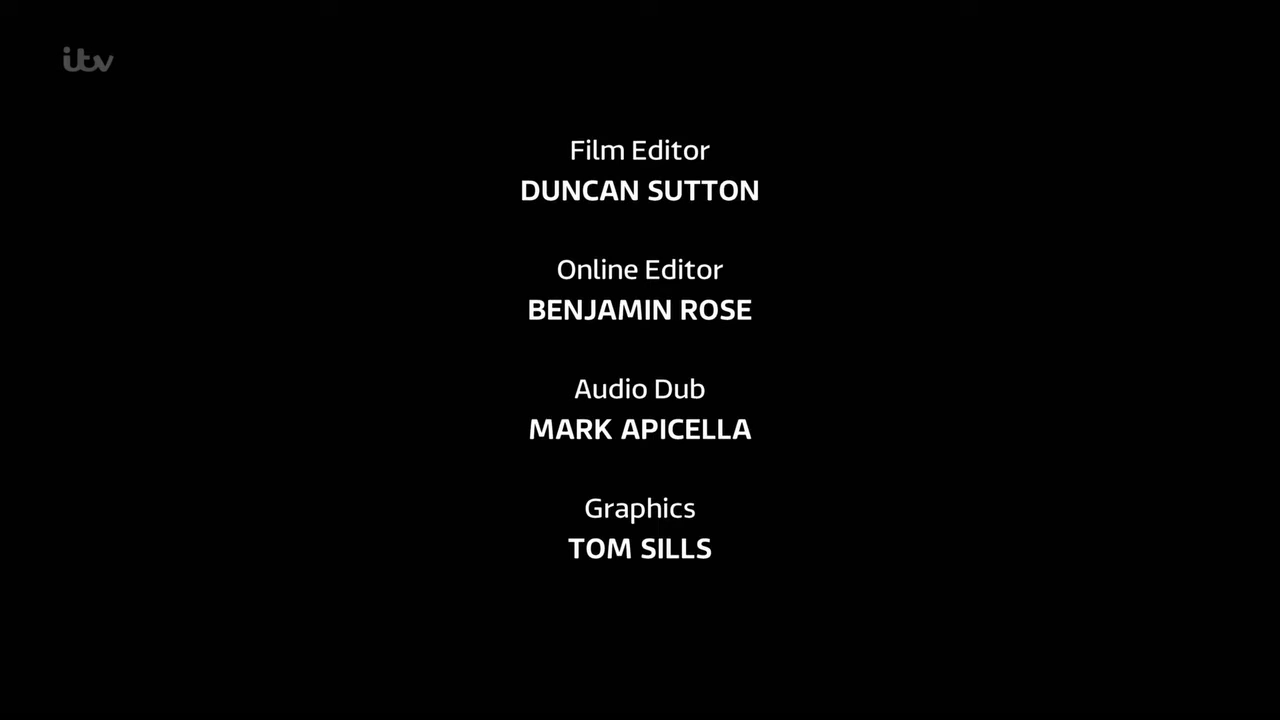 itv
Film Editor
DUNCAN SUTTON
Online Editor
BENJAMIN ROSE
Audio Dub
MARK APICELLA
Graphics
TOM SILLS